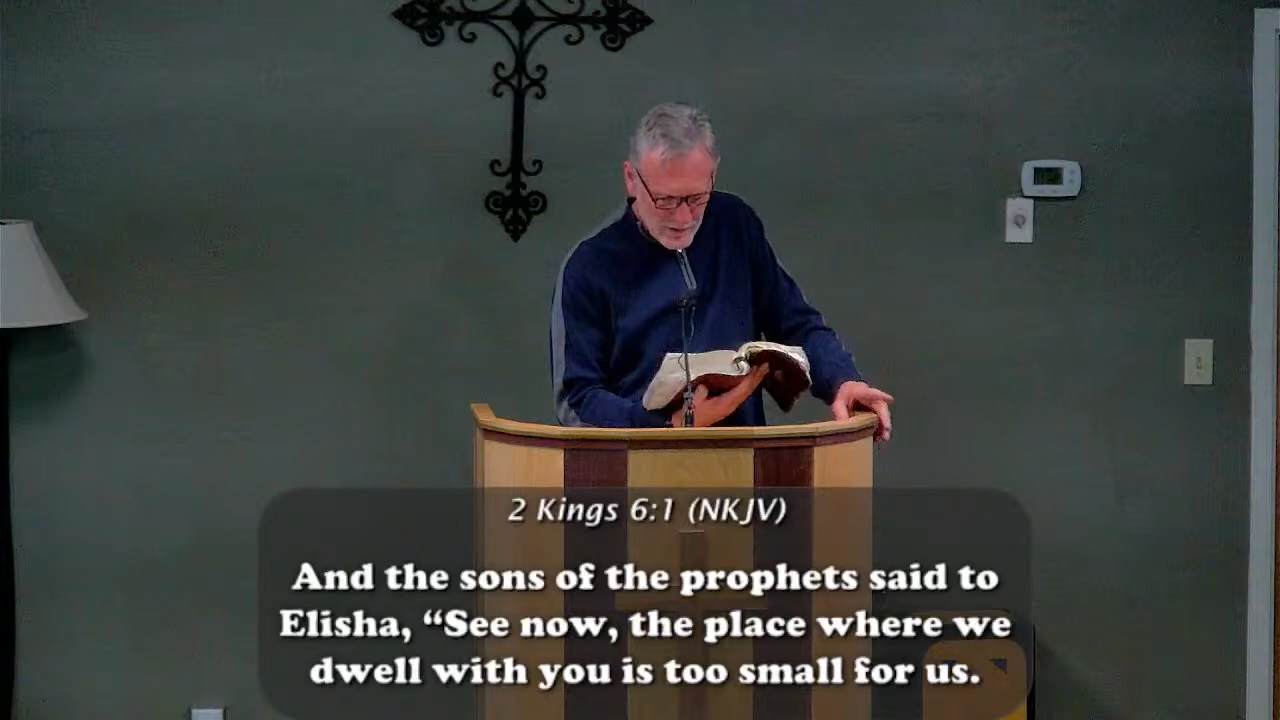 2 Kings 6:1 (NKJV)
And the sons of the prophets said to
Elisha, “See now, the place where we
dwell with you is too small for us.